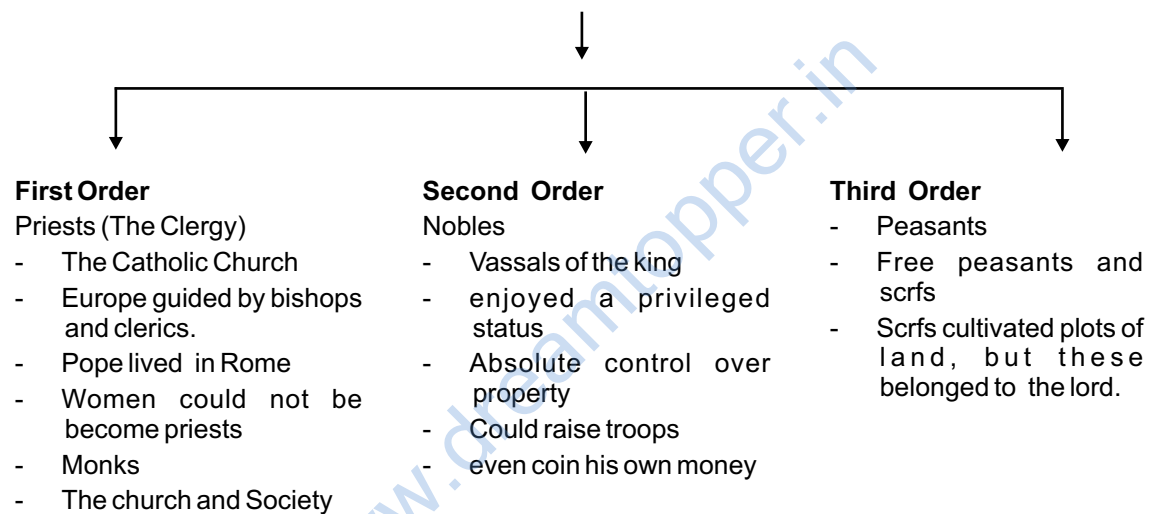 First Order
Priests (The Clergy)
- The Catholic Church
- Europe guided by bishops
and clerics.
- Pope lived in Rome
- Women could not be
become priests
- Monks
- The church and Society
Second Order
Nobles
- Vassals of the king
- enjoyed a privileged
status
- Absolute control over
property
- Could raise troops
- even coin his own money
Third Order
- Peasants
- Free peasants and
scrfs
- Scrfs cultivated plots of
land, but these
belonged to the lord.
www.dreamtopper.in